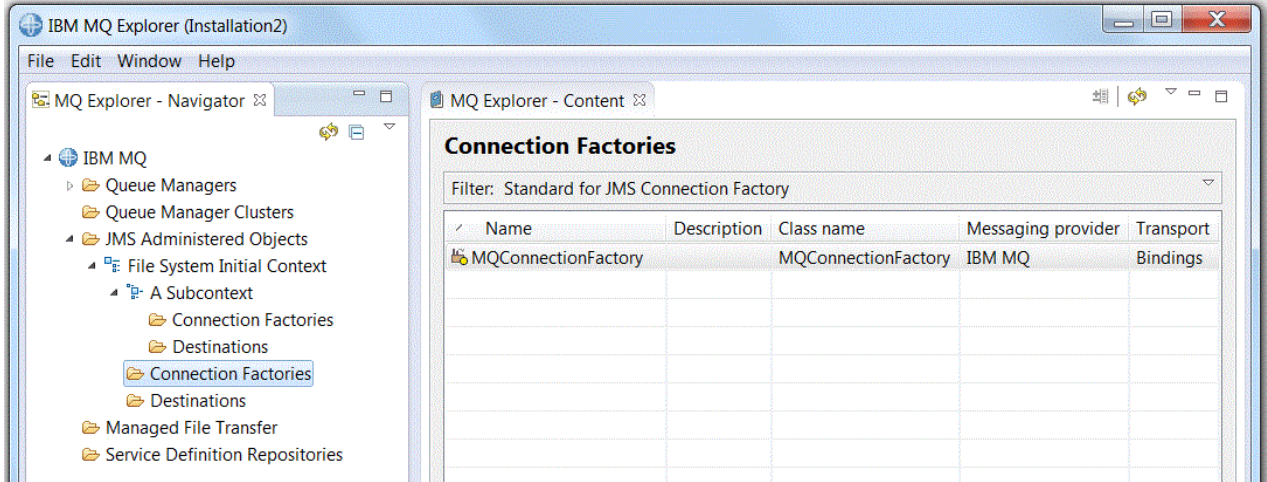 IBM MQ Explorer (Installation2)
File Edit Window Help
MQ Explorer - Navigator
IBM MQ
Queue Managers
Queue Manager Clusters
JMS Administered Objects
File System Initial Context
A Subcontext
Connection Factories
Destinations
Connection Factories
Destinations
Managed File Transfer
Service Definition Repositories
MQ Explorer - Content
Connection Factories
Filter: Standard for JMS Connection Factory
Name Description Class name Messaging provider Transport
MQConnectionFactory MQConnectionFactory IBM MQ Bindings